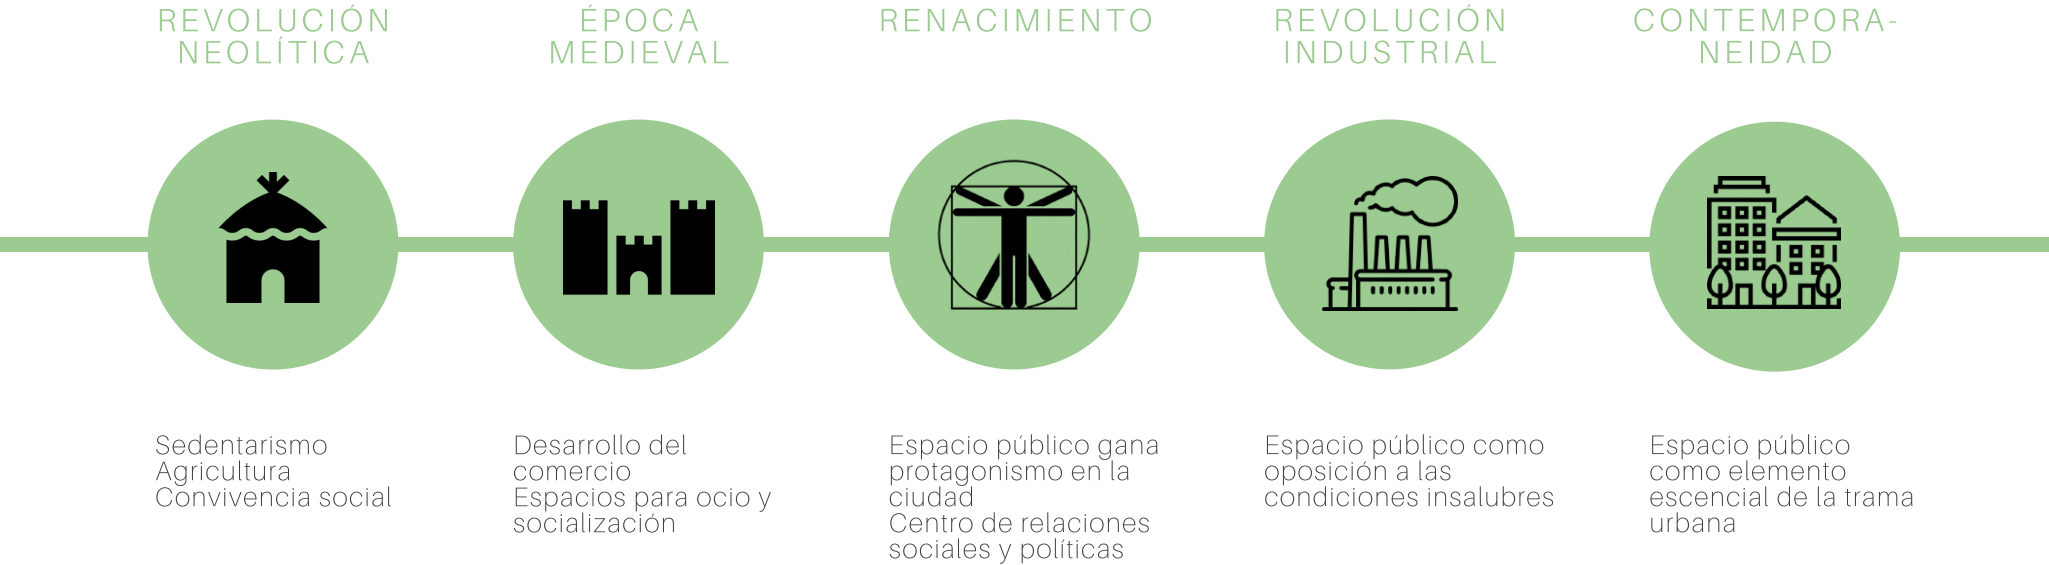 REVOLUCIÓN
NEOLÍTICA
ÉPOCA
MEDIEVAL
RENACIMIENTO
REVOLUCIÓN
INDUSTRIAL
CONTEMPORA-
NEIDAD
Sedentarismo
Agricultura
Convivencia social
Desarrollo del
comercio
Espacios para ocio y
socialización
Espacio público gana
protagonismo en la
ciudad
Centro de relaciones
sociales y políticas
Espacio público como
oposición a las
condiciones insalubres
Espacio público
como elemento
escencial de la trama
urbana